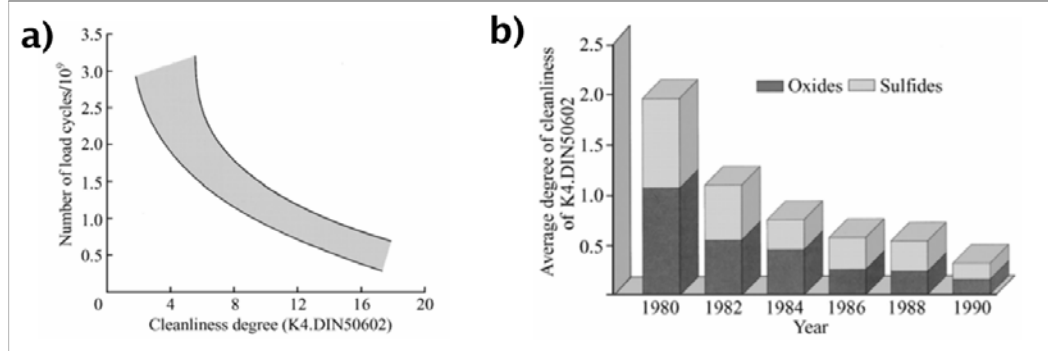 a)
Number of load cycles/10⁹
3.5
3.0
2.5
2.0
1.5
1.0
0.5
0 4 8 12 16 20
Cleanliness degree (K4.DIN50602)
b)
Average degree of cleanliness
of K4.DIN50602
2.5
2.0
1.5
1.0
0.5
Oxides Sulfides
1980 1982 1984 1986 1988 1990
Year